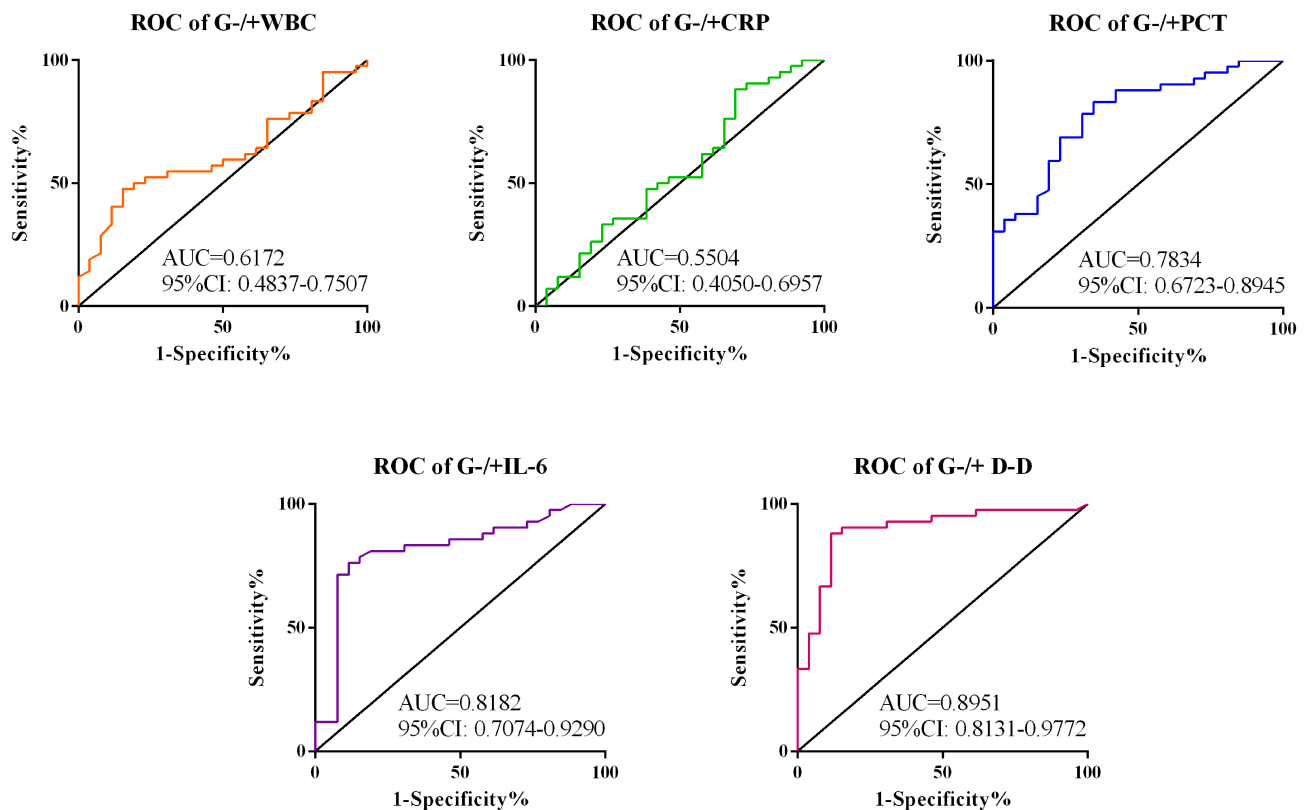 ROC of G-/+WBC
100
50
0
Sensitivity%
AUC=0.6172
95%CI: 0.4837-0.7507
0
50
100
1-Specificity%
ROC of G-/+CRP
100
50
0
Sensitivity%
AUC=0.5504
95%CI: 0.4050-0.6957
0
50
100
1-Specificity%
ROC of G-/+PCT
100
50
0
Sensitivity%
AUC=0.7834
95%CI: 0.6723-0.8945
0
50
100
1-Specificity%
ROC of G-/+IL-6
100
50
0
Sensitivity%
AUC=0.8182
95%CI: 0.7074-0.9290
0
50
100
1-Specificity%
ROC of G-/+ D-D
100
50
0
Sensitivity%
AUC=0.8951
95%CI: 0.8131-0.9772
0
50
100
1-Specificity%